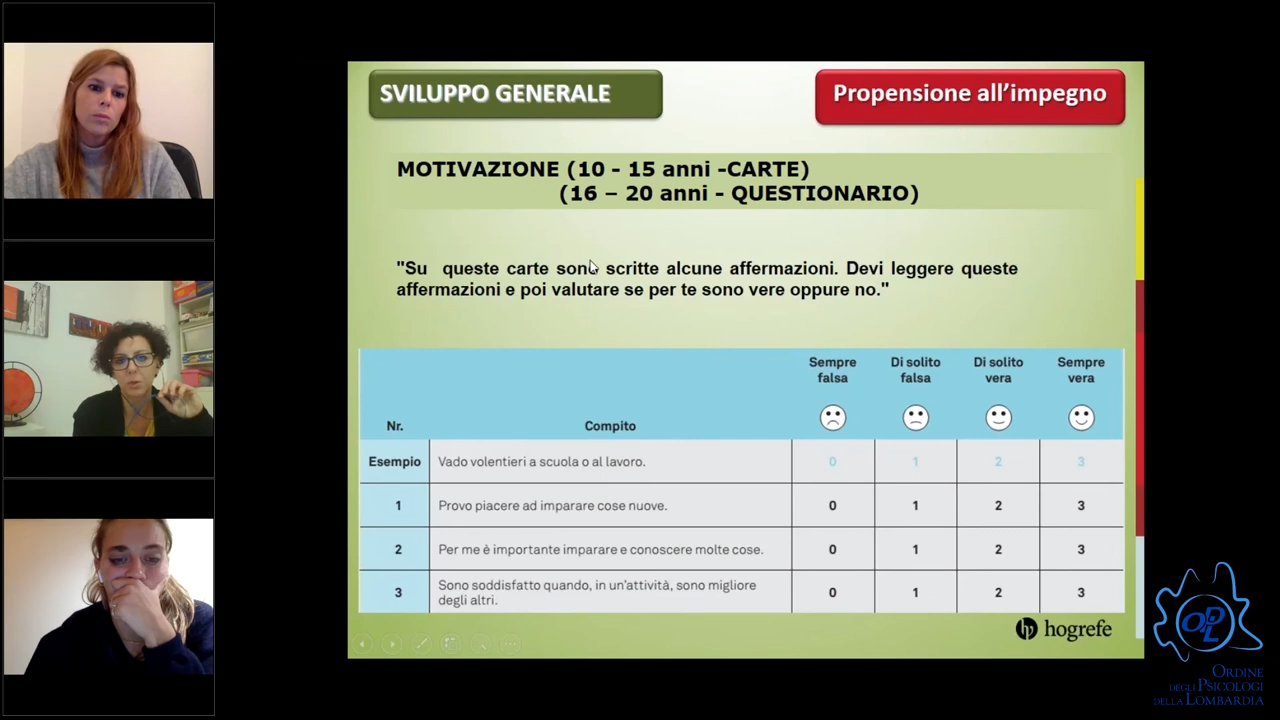 SVILUPPO GENERALE
Propensione all'impegno
MOTIVAZIONE (10 - 15 anni -CARTE)
(16 – 20 anni - QUESTIONARIO)
"Su queste carte sono scritte alcune affermazioni. Devi leggere queste
affermazioni e poi valutare se per te sono vere oppure no."
Nr. Compito Sempre falsa Di solito falsa Di solito vera Sempre vera
Esempio Vado volentieri a scuola o al lavoro. 0 1 2 3
1 Provo piacere ad imparare cose nuove. 0 1 2 3
2 Per me è importante imparare e conoscere molte cose. 0 1 2 3
3 Sono soddisfatto quando, in un'attività, sono migliore
degli altri. 0 1 2 3
hogrefe
OPL
ORDINE
DEGLI PSICOLOGI
DELLA LOMBARDIA